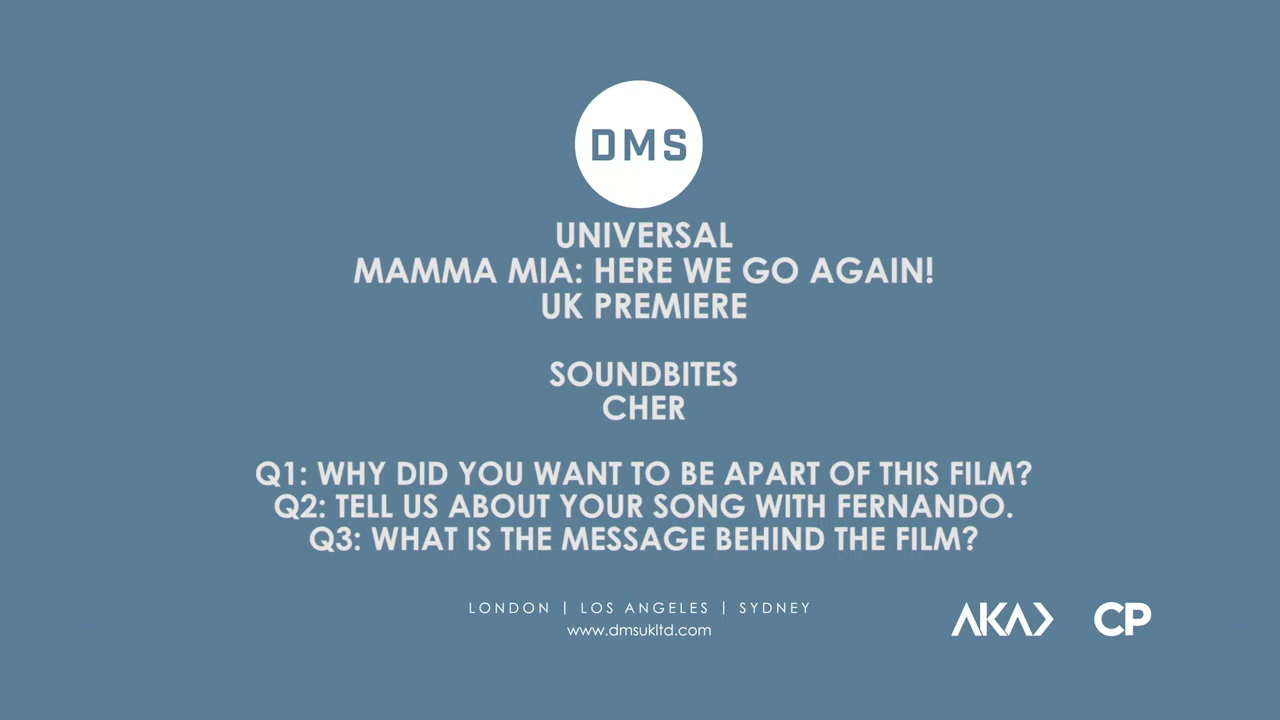 DMS
UNIVERSAL
MAMMA MIA: HERE WE GO AGAIN!
UK PREMIERE
SOUNDBITES
CHER
Q1: WHY DID YOU WANT TO BE APART OF THIS FILM?
Q2: TELL US ABOUT YOUR SONG WITH FERNANDO.
Q3: WHAT IS THE MESSAGE BEHIND THE FILM?
LONDON | LOS ANGELES | SYDNEY
www.dmsukltd.com
AKA CP